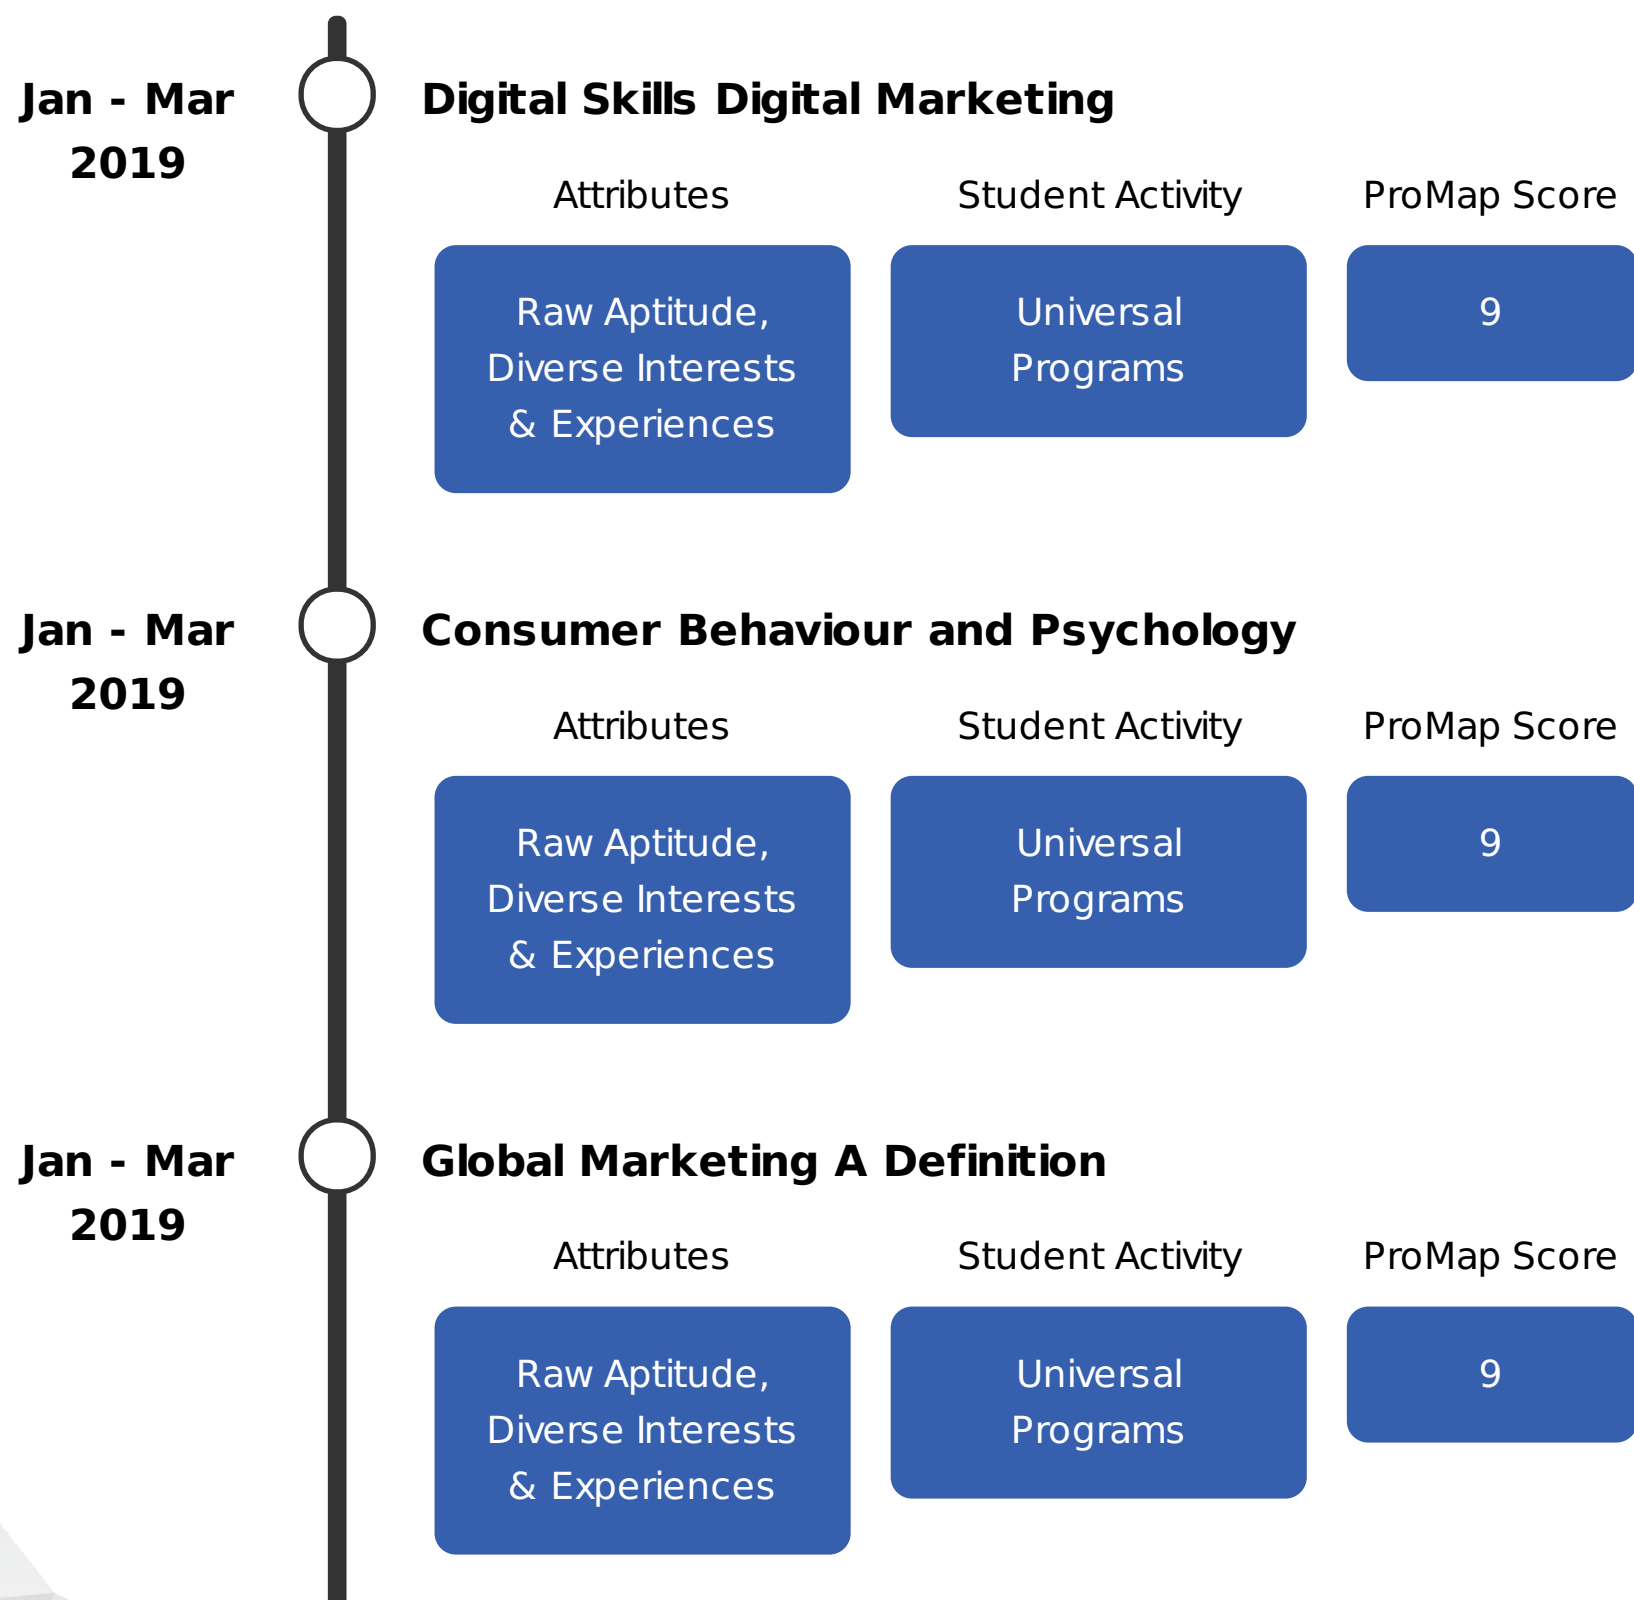 Jan - Mar
2019
Digital Skills Digital Marketing
Attributes
Student Activity
ProMap Score
Raw Aptitude,
Diverse Interests
& Experiences
Universal
Programs
9
Jan - Mar
2019
Consumer Behaviour and Psychology
Attributes
Student Activity
ProMap Score
Raw Aptitude,
Diverse Interests
& Experiences
Universal
Programs
9
Jan - Mar
2019
Global Marketing A Definition
Attributes
Student Activity
ProMap Score
Raw Aptitude,
Diverse Interests
& Experiences
Universal
Programs
9